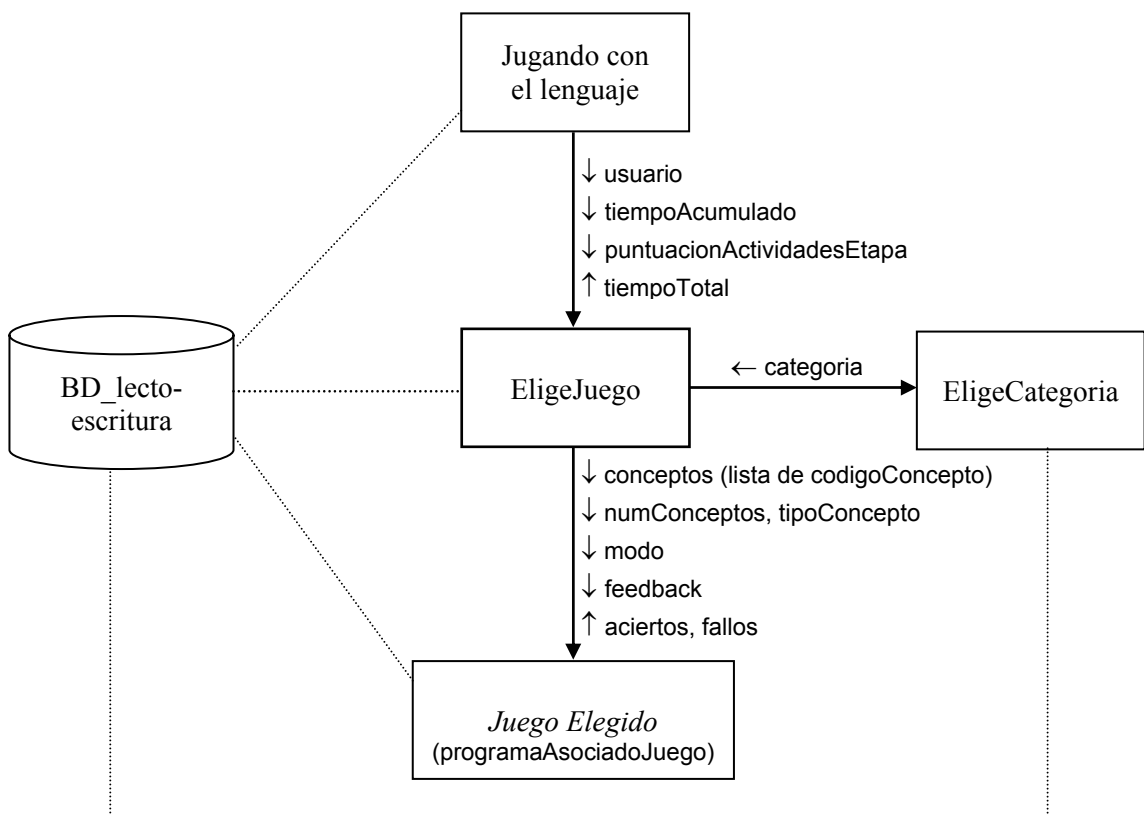 Jugando con
el lenguaje
↓ usuario
↓ tiempoAcumulado
↓ puntuacionActividadesEtapa
↑ tiempoTotal
BD_lecto-
escritura
EligeJuego
← categoria
EligeCategoria
↓ conceptos (lista de codigoConcepto)
↓ numConceptos, tipoConcepto
↓ modo
↓ feedback
↑ aciertos, fallos
Juego Elegido
(programaAsociadoJuego)